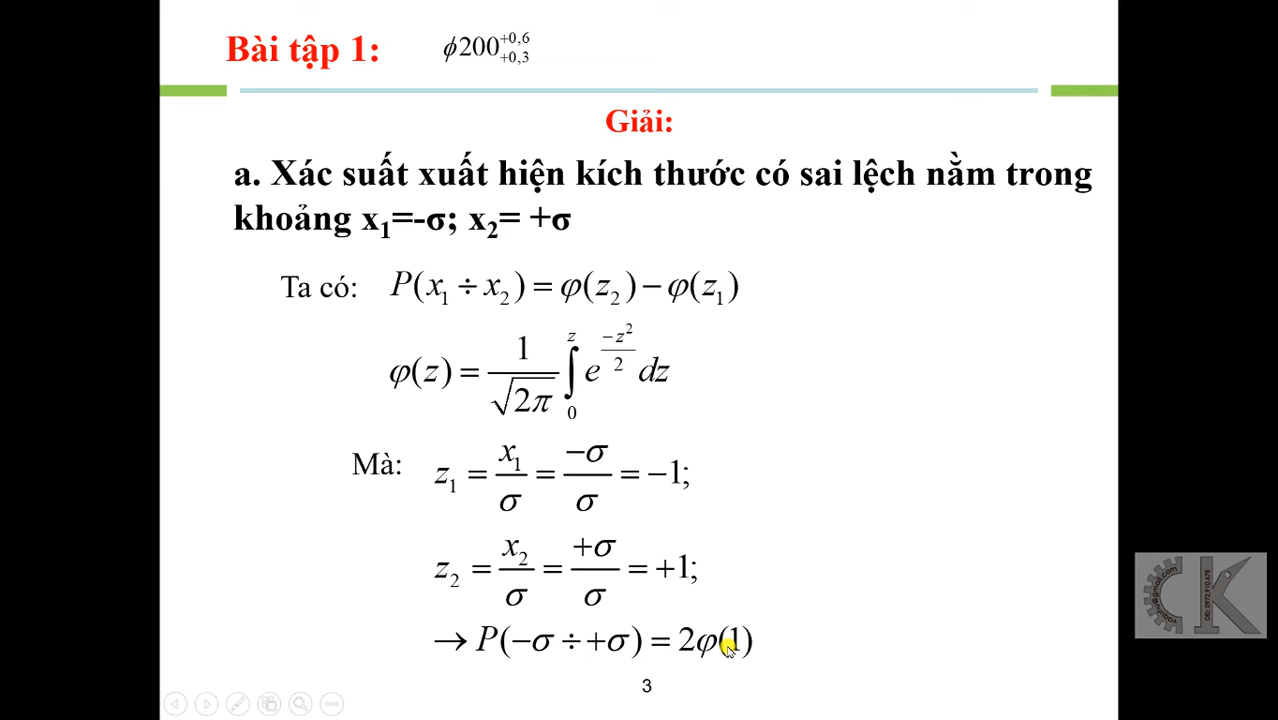 Bài tập 1: ϕ200 +0,6 +0,3
Giải:
a. Xác suất xuất hiện kích thước có sai lệch nằm trong
khoảng x₁=-σ; x₂= +σ
Ta có: P(x₁ ÷ x₂) = φ(z₂) − φ(z₁)
φ(z) = 1/√2π ∫₀ᶻ e^(−z²/2) dz
Mà: z₁ = x₁/σ = −σ/σ = −1;
z₂ = x₂/σ = +σ/σ = +1;
→ P(−σ ÷ +σ) = 2φ(1)
3